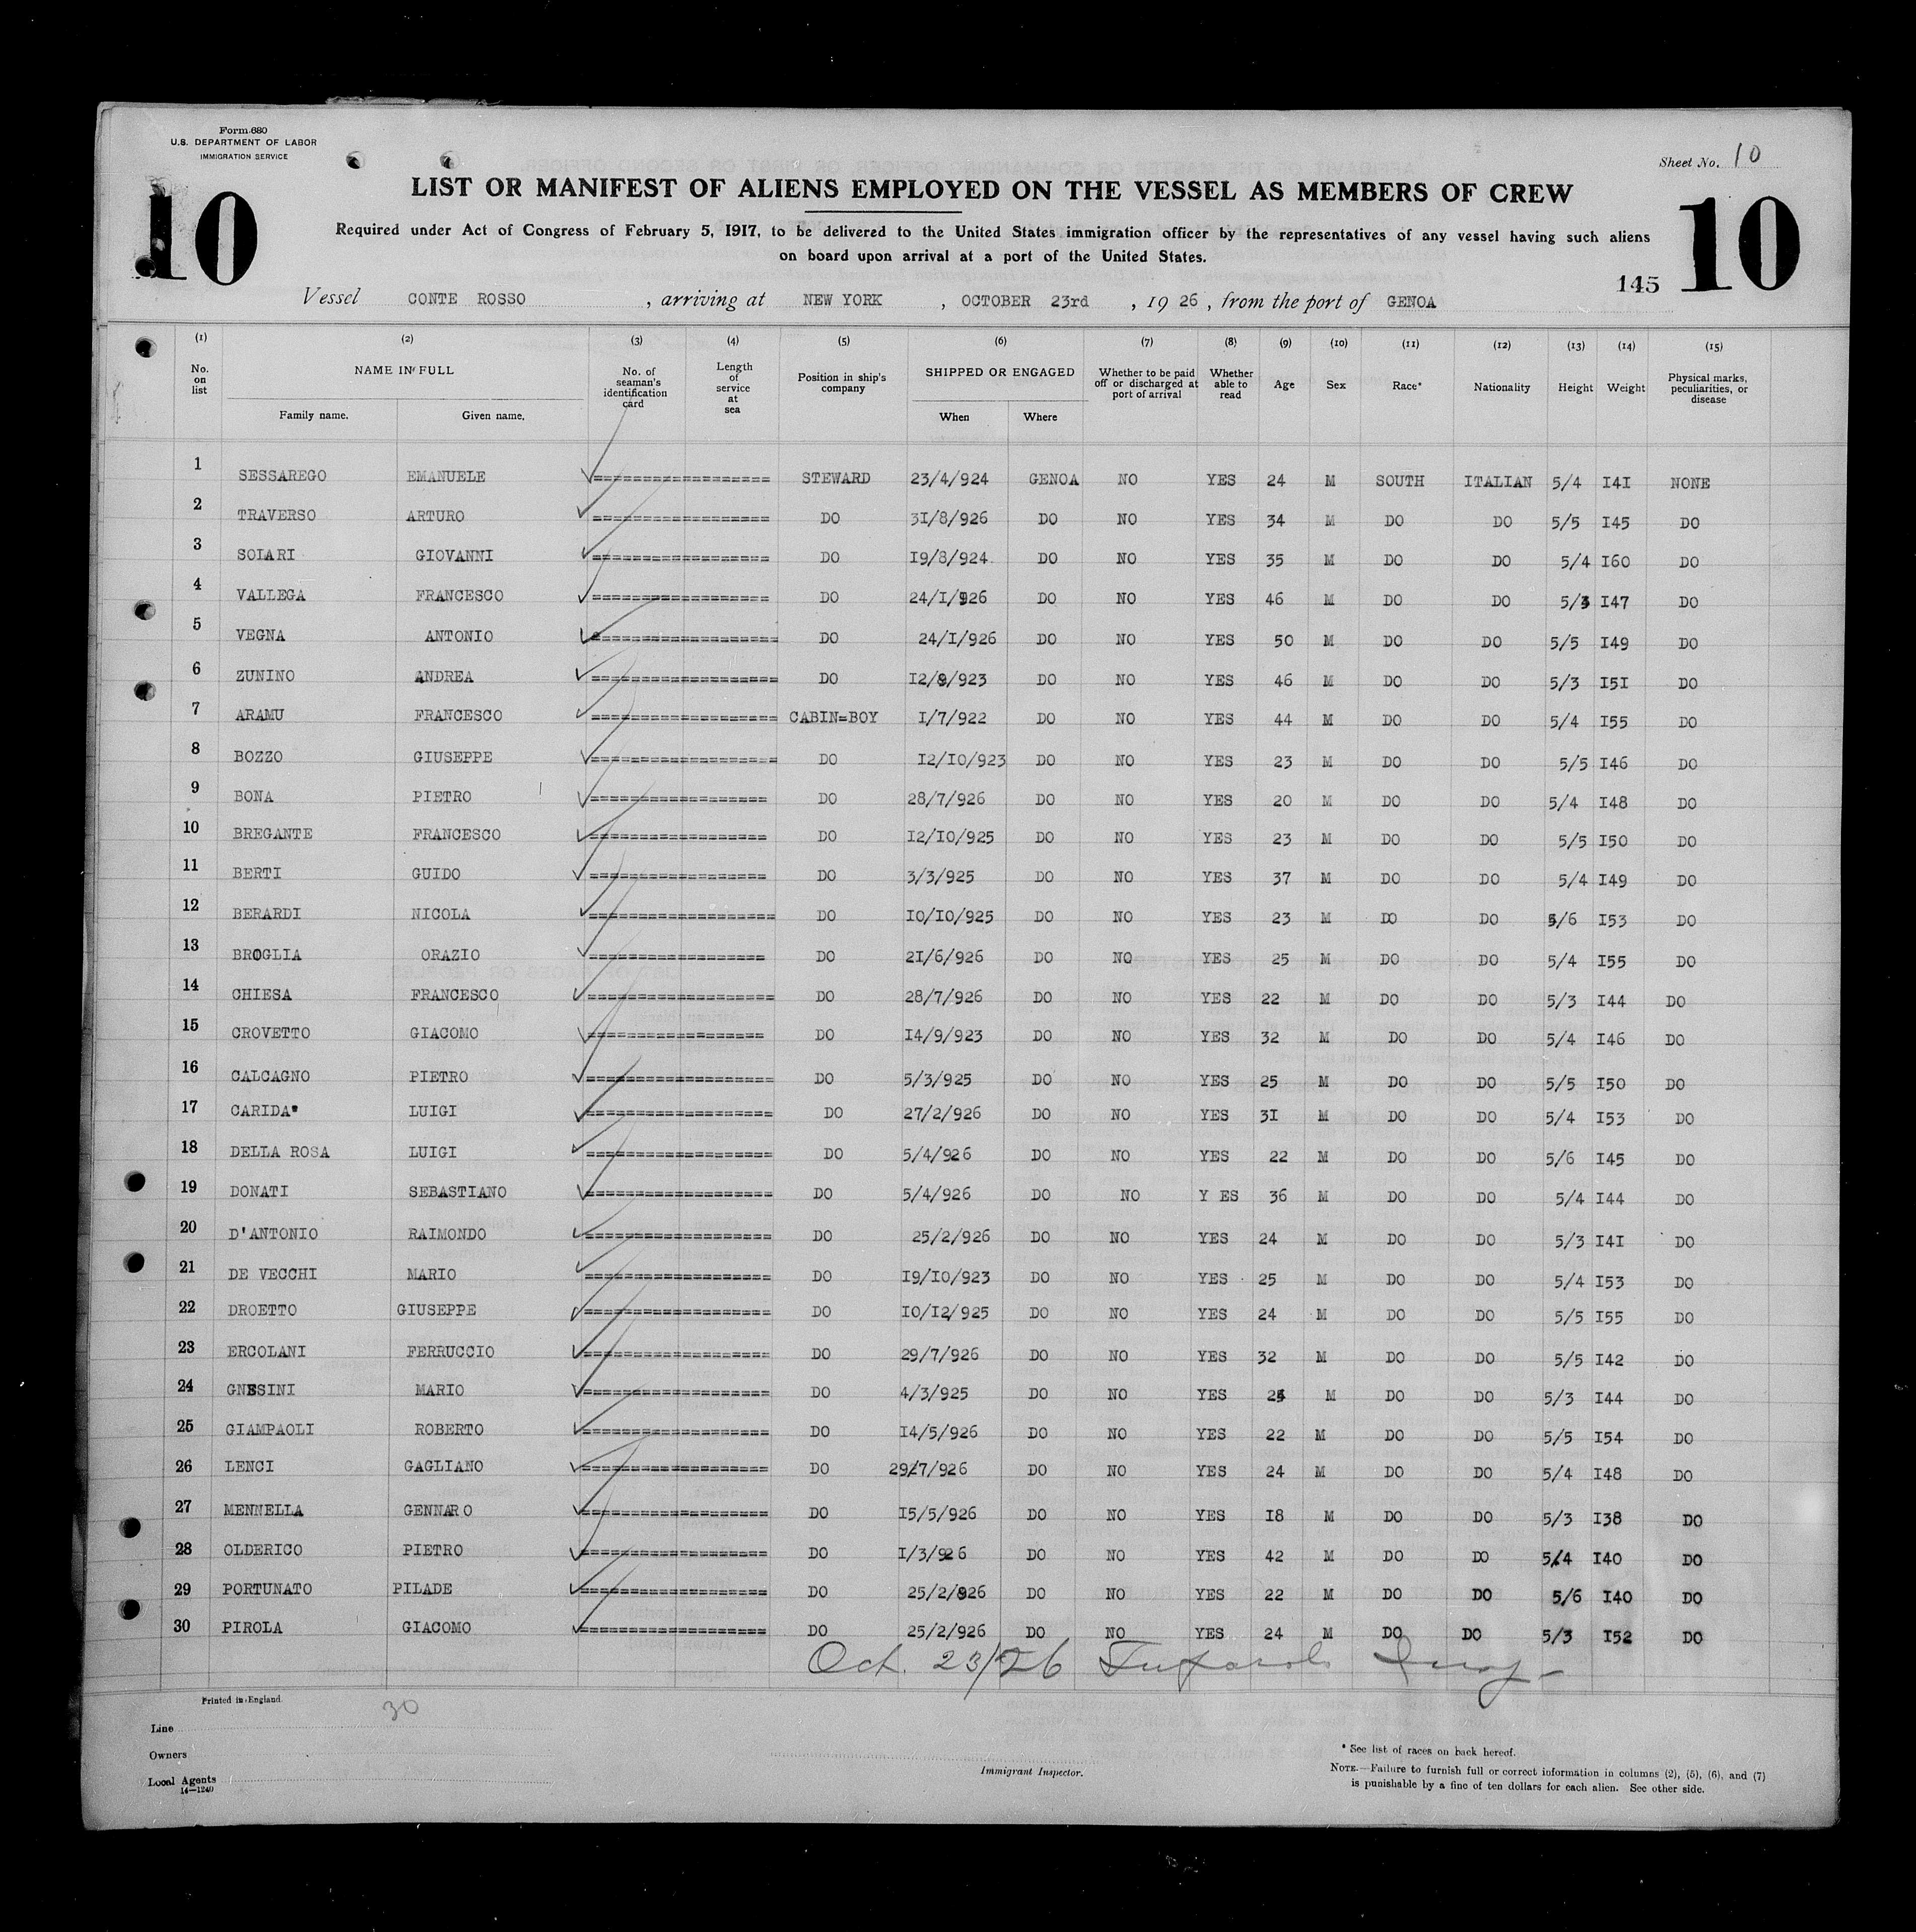 Form 680
U.S. DEPARTMENT OF LABOR
IMMIGRATION SERVICE
Sheet No. 10
10
LIST OR MANIFEST OF ALIENS EMPLOYED ON THE VESSEL AS MEMBERS OF CREW
10
Required under Act of Congress of February 5, 1917, to be delivered to the United States immigration officer by the representatives of any vessel having such aliens
on board upon arrival at a port of the United States.
145
Vessel CONTE ROSSO , arriving at NEW YORK , OCTOBER 23rd , 19 26 , from the port of GENOA
(1) (2) (3) (4) (5) (6) (7) (8) (9) (10) (11) (12) (13) (14) (15)
No. on list NAME IN FULL Family name. Given name. No. of seaman's identification card Length of service at sea Position in ship's company SHIPPED OR ENGAGED When Where Whether to be paid off or discharged at port of arrival Whether able to read Age Sex Race* Nationality Height Weight Physical marks, peculiarities, or disease
1 SESSAREGO EMANUELE =================== STEWARD 23/4/924 GENOA NO YES 24 M SOUTH ITALIAN 5/4 I4I NONE
2 TRAVERSO ARTURO =================== DO 3I/8/926 DO NO YES 34 M DO DO 5/5 I45 DO
3 SOLARI GIOVANNI =================== DO I9/8/924 DO NO YES 35 M DO DO 5/4 I60 DO
4 VALLEGA FRANCESCO =================== DO 24/I/926 DO NO YES 46 M DO DO 5/3 I47 DO
5 VEGNA ANTONIO =================== DO 24/I/926 DO NO YES 50 M DO DO 5/5 I49 DO
6 ZUNINO ANDREA =================== DO I2/8/923 DO NO YES 46 M DO DO 5/3 I5I DO
7 ARAMU FRANCESCO =================== CABIN=BOY I/7/922 DO NO YES 44 M DO DO 5/4 I55 DO
8 BOZZO GIUSEPPE =================== DO I2/I0/923 DO NO YES 23 M DO DO 5/5 I46 DO
9 BONA PIETRO =================== DO 28/7/926 DO NO YES 20 M DO DO 5/4 I48 DO
10 BREGANTE FRANCESCO =================== DO I2/I0/925 DO NO YES 23 M DO DO 5/5 I50 DO
11 BERTI GUIDO =================== DO 3/3/925 DO NO YES 37 M DO DO 5/4 I49 DO
12 BERARDI NICOLA =================== DO I0/I0/925 DO NO YES 23 M DO DO 5/6 I53 DO
13 BROGLIA ORAZIO =================== DO 2I/6/926 DO NO YES 25 M DO DO 5/4 I55 DO
14 CHIESA FRANCESCO =================== DO 28/7/926 DO NO YES 22 M DO DO 5/3 I44 DO
15 CROVETTO GIACOMO =================== DO I4/9/923 DO NO YES 32 M DO DO 5/4 I46 DO
16 CALCAGNO PIETRO =================== DO 5/3/925 DO NO YES 25 M DO DO 5/5 I50 DO
17 CARIDA' LUIGI =================== DO 27/2/926 DO NO YES 3I M DO DO 5/4 I53 DO
18 DELLA ROSA LUIGI =================== DO 5/4/926 DO NO YES 22 M DO DO 5/6 I45 DO
19 DONATI SEBASTIANO =================== DO 5/4/926 DO NO Y ES 36 M DO DO 5/4 I44 DO
20 D'ANTONIO RAIMONDO =================== DO 25/2/926 DO NO YES 24 M DO DO 5/3 I4I DO
21 DE VECCHI MARIO =================== DO I9/I0/923 DO NO YES 25 M DO DO 5/4 I53 DO
22 DROETTO GIUSEPPE =================== DO I0/I2/925 DO NO YES 24 M DO DO 5/5 I55 DO
23 ERCOLANI FERRUCCIO =================== DO 29/7/926 DO NO YES 32 M DO DO 5/5 I42 DO
24 GNESINI MARIO =================== DO 4/3/925 DO NO YES M DO DO 5/3 I44 DO
25 GIAMPAOLI ROBERTO =================== DO I4/5/926 DO NO YES 22 M DO DO 5/5 I54 DO
26 LENCI GAGLIANO =================== DO 29/7/926 DO NO YES 24 M DO DO 5/4 I48 DO
27 MENNELLA GENNARO =================== DO I5/5/926 DO NO YES I8 M DO DO 5/3 I38 DO
28 OLDERICO PIETRO =================== DO I/3/926 DO NO YES 42 M DO DO 5/4 I40 DO
29 PORTUNATO PILADE =================== DO 25/2/926 DO NO YES 22 M DO DO 5/6 I40 DO
30 PIROLA GIACOMO =================== DO 25/2/926 DO NO YES 24 M DO DO 5/3 I52 DO
Oct. 23/26
Printed in England
30
Line
Owners
Local Agents
14—1240
Immigrant Inspector.
* See list of races on back hereof.
NOTE.—Failure to furnish full or correct information in columns (2), (5), (6), and (7)
is punishable by a fine of ten dollars for each alien. See other side.